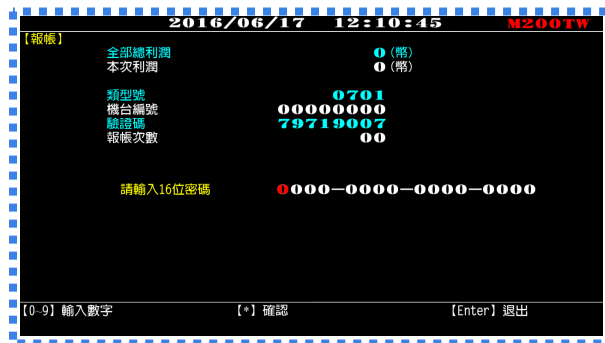 2016/06/17 12:10:45 M200TW
【報帳】
全部總利潤 0 (幣)
本次利潤 0 (幣)
類型號 0701
機台編號 00000000
驗證碼 79719007
報帳次數 00
請輸入16位密碼 0000-0000-0000-0000
【0~9】輸入數字 【*】確認 【Enter】退出